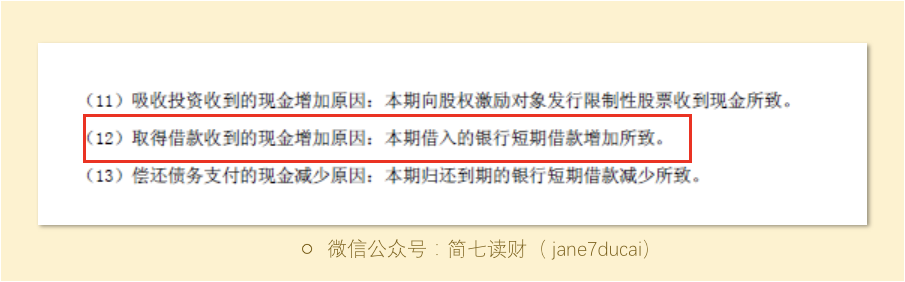 （11）吸收投资收到的现金增加原因：本期向股权激励对象发行限制性股票收到现金所致。
（12）取得借款收到的现金增加原因：本期借入的银行短期借款增加所致。
（13）偿还债务支付的现金减少原因：本期归还到期的银行短期借款减少所致。
微信公众号：简七读财（jane7ducai）